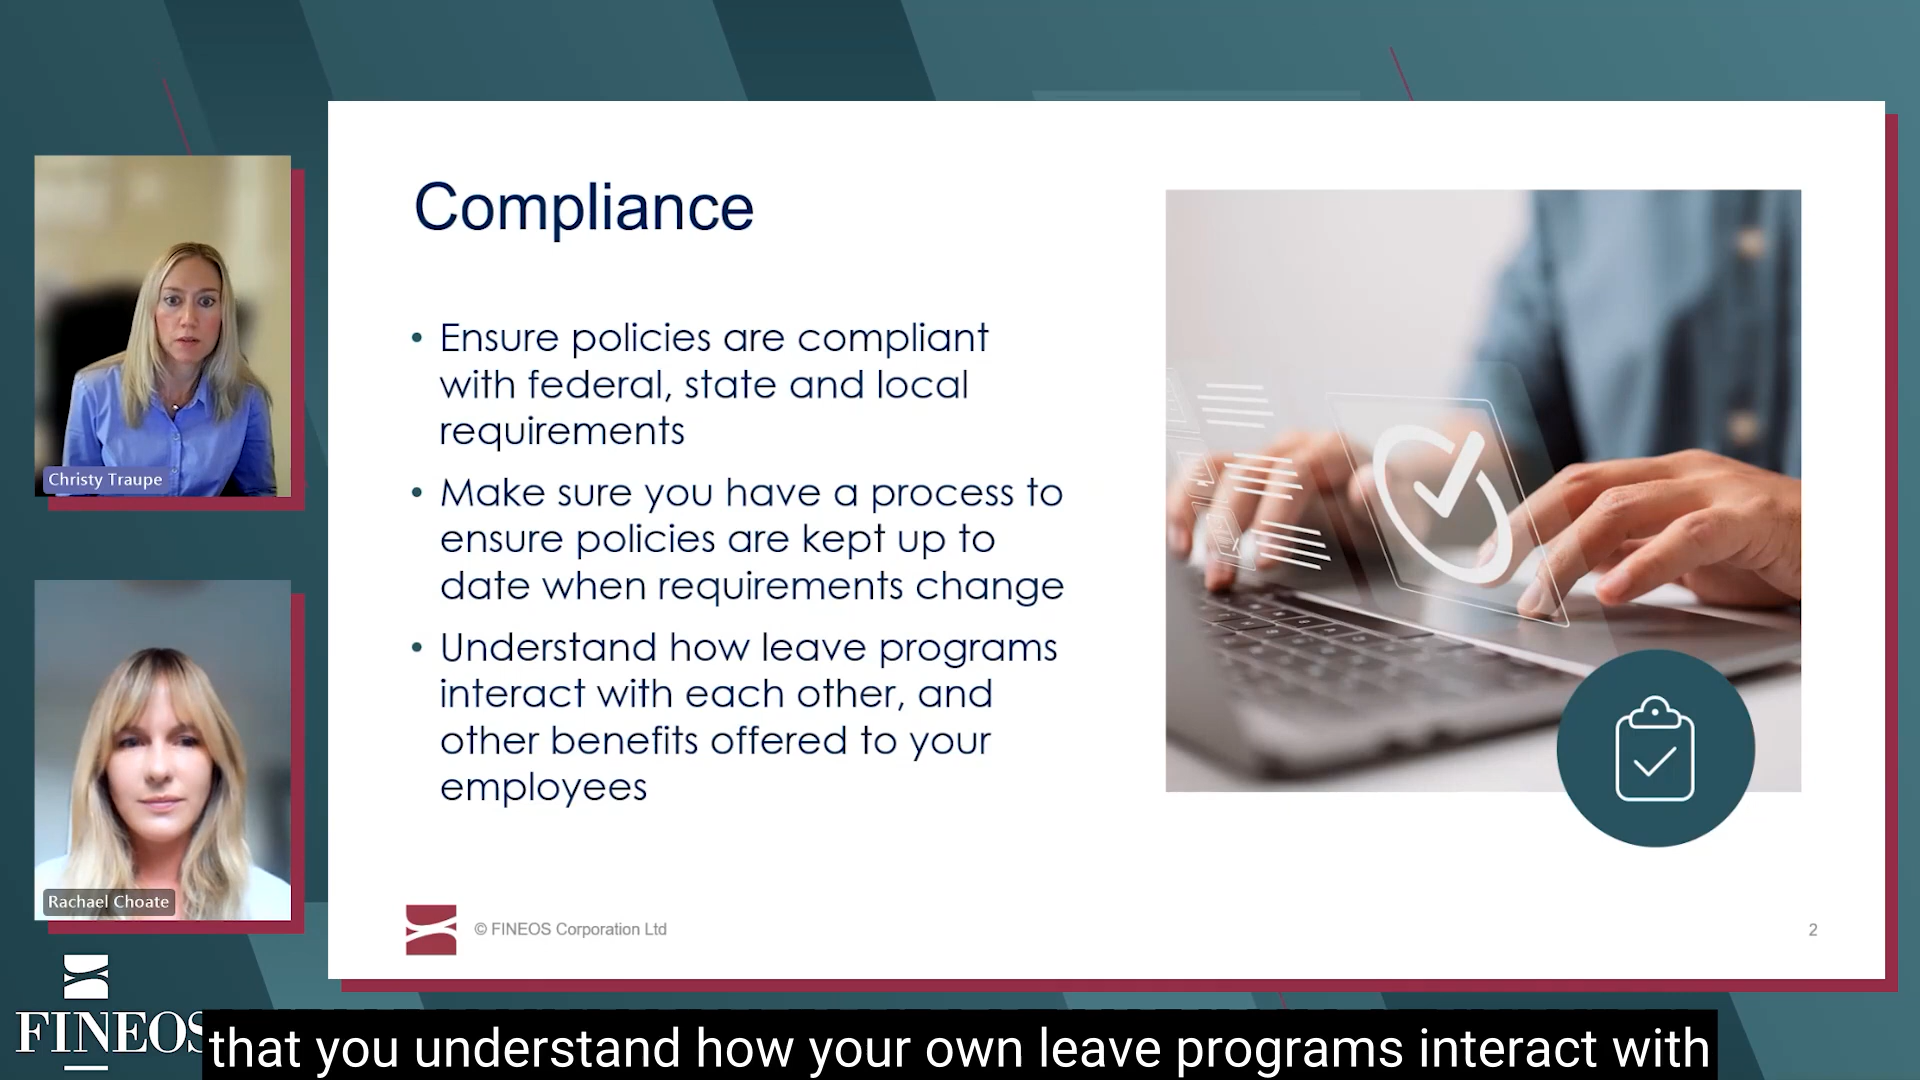 Compliance
• Ensure policies are compliant
with federal, state and local
requirements
• Make sure you have a process to
ensure policies are kept up to
date when requirements change
• Understand how leave programs
interact with each other, and
other benefits offered to your
employees
Christy Traupe
Rachael Choate
© FINEOS Corporation Ltd
2
FINEOS
that you understand how your own leave programs interact with